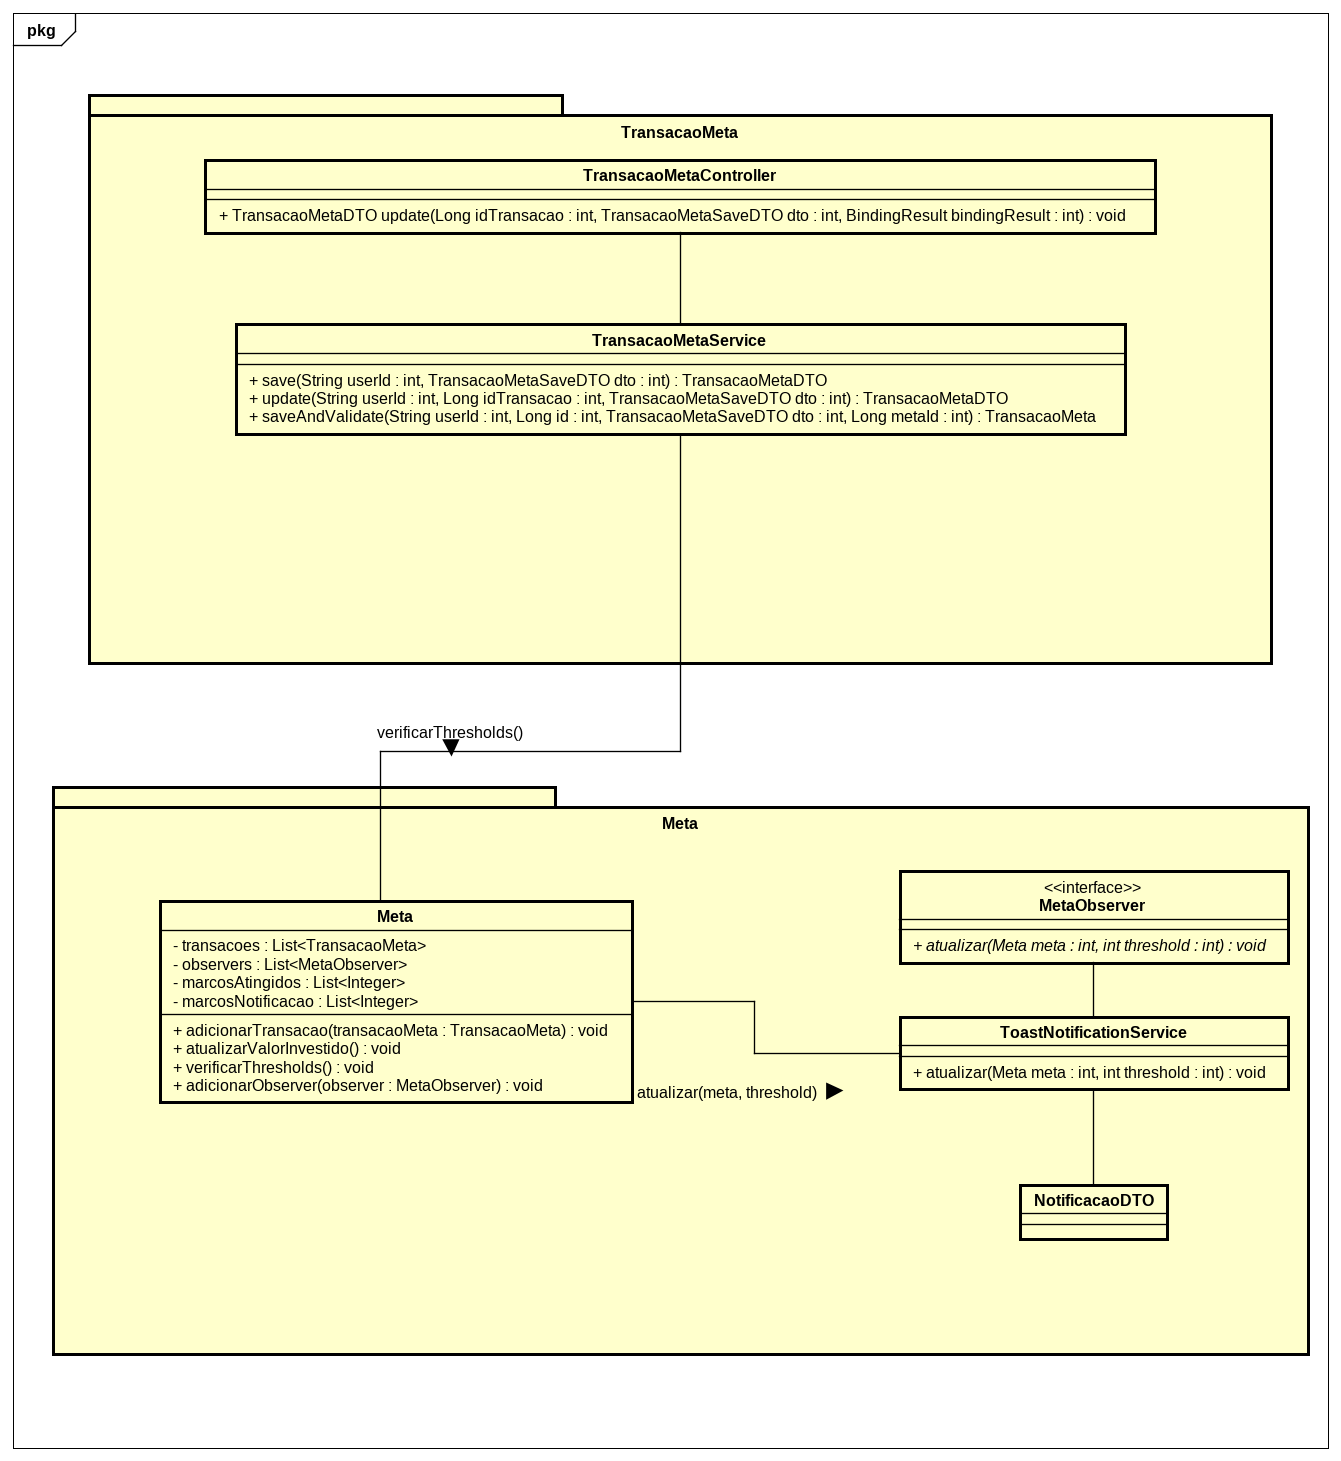 pkg
TransacaoMeta
TransacaoMetaController
+ TransacaoMetaDTO update(Long idTransacao : int, TransacaoMetaSaveDTO dto : int, BindingResult bindingResult : int) : void
TransacaoMetaService
+ save(String userId : int, TransacaoMetaSaveDTO dto : int) : TransacaoMetaDTO
+ update(String userId : int, Long idTransacao : int, TransacaoMetaSaveDTO dto : int) : TransacaoMetaDTO
+ saveAndValidate(String userId : int, Long id : int, TransacaoMetaSaveDTO dto : int, Long metaId : int) : TransacaoMeta
verificarThresholds()
Meta
Meta
- transacoes : List<TransacaoMeta>
- observers : List<MetaObserver>
- marcosAtingidos : List<Integer>
- marcosNotificacao : List<Integer>
+ adicionarTransacao(transacaoMeta : TransacaoMeta) : void
+ atualizarValorInvestido() : void
+ verificarThresholds() : void
+ adicionarObserver(observer : MetaObserver) : void
<<interface>>
MetaObserver
+ atualizar(Meta meta : int, int threshold : int) : void
ToastNotificationService
+ atualizar(Meta meta : int, int threshold : int) : void
atualizar(meta, threshold)
NotificacaoDTO